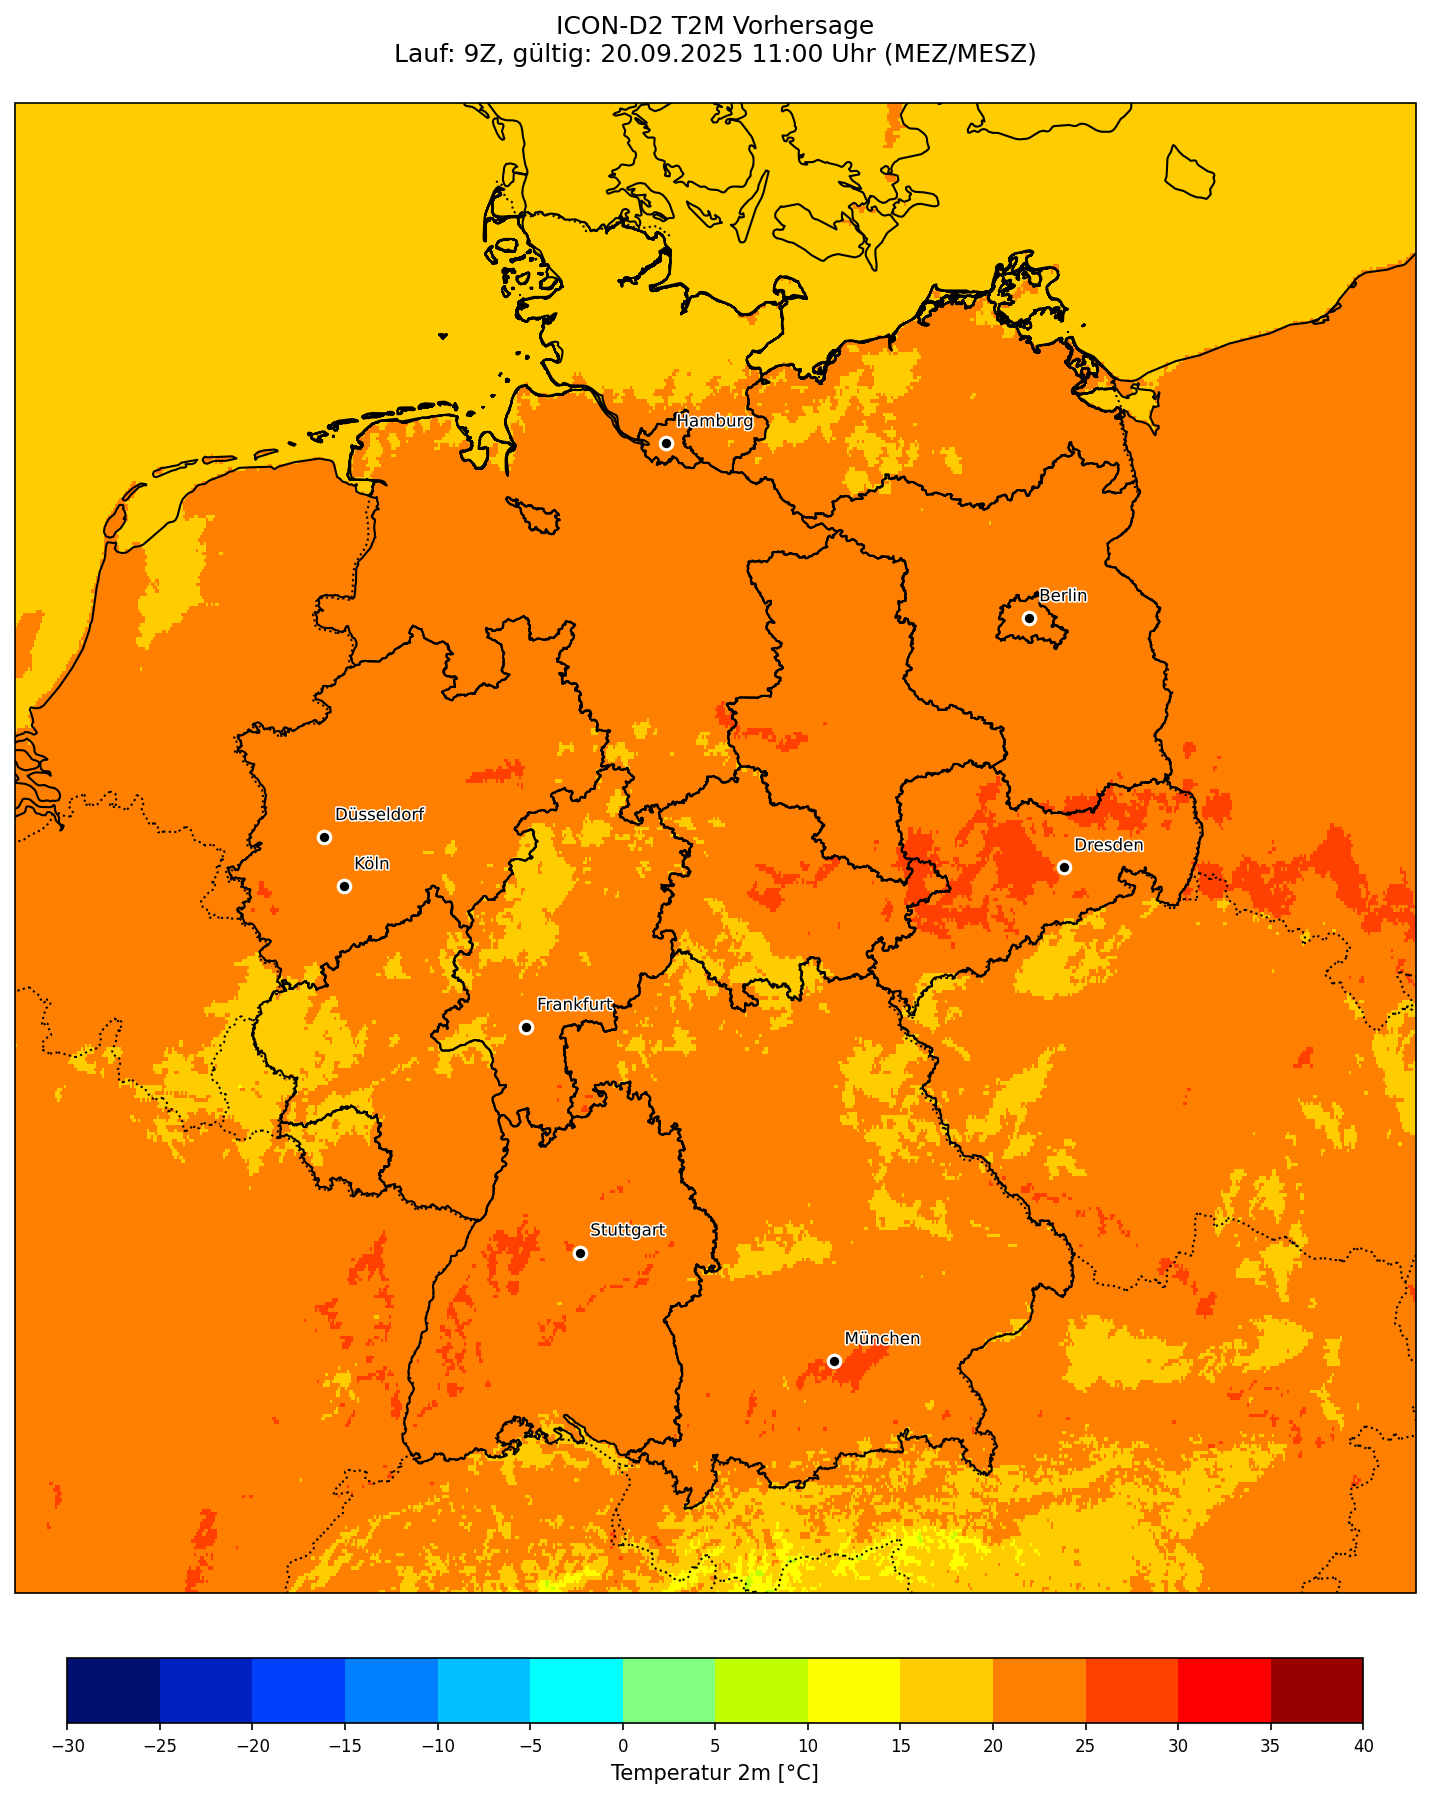 ICON-D2 T2M Vorhersage
Lauf: 9Z, gültig: 20.09.2025 11:00 Uhr (MEZ/MESZ)
Hamburg
Berlin
Düsseldorf
Dresden
Köln
Frankfurt
Stuttgart
München
−30 −25 −20 −15 −10 −5 0 5 10 15 20 25 30 35 40
Temperatur 2m [°C]